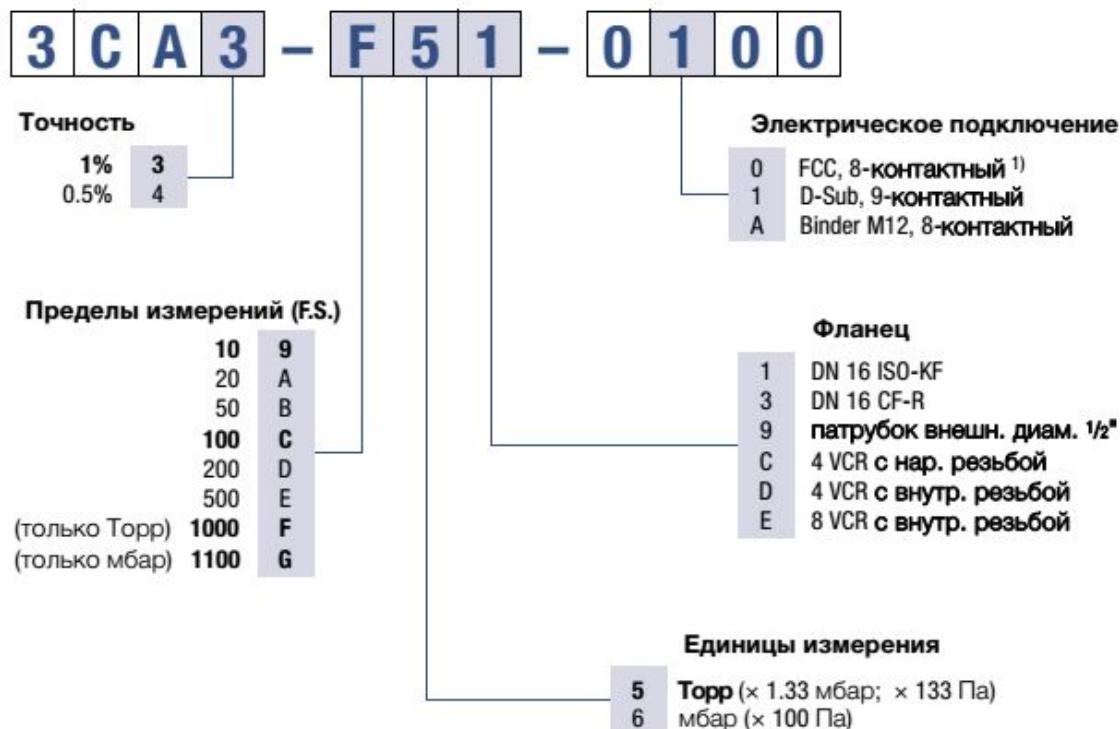 3CA3 – F51 – 0100
Точность
1% 3
0.5% 4
Электрическое подключение
0 FCC, 8-контактный ¹⁾
1 D-Sub, 9-контактный
A Binder M12, 8-контактный
Пределы измерений (F.S.)
10 9
20 A
50 B
100 C
200 D
500 E
(только Торр) 1000 F
(только мбар) 1100 G
Фланец
1 DN 16 ISO-KF
3 DN 16 CF-R
9 патрубок внешн. диам. ½"
C 4 VCR с нар. резьбой
D 4 VCR с внутр. резьбой
E 8 VCR с внутр. резьбой
Единицы измерения
5 Торр (× 1.33 мбар; × 133 Па)
6 мбар (× 100 Па)